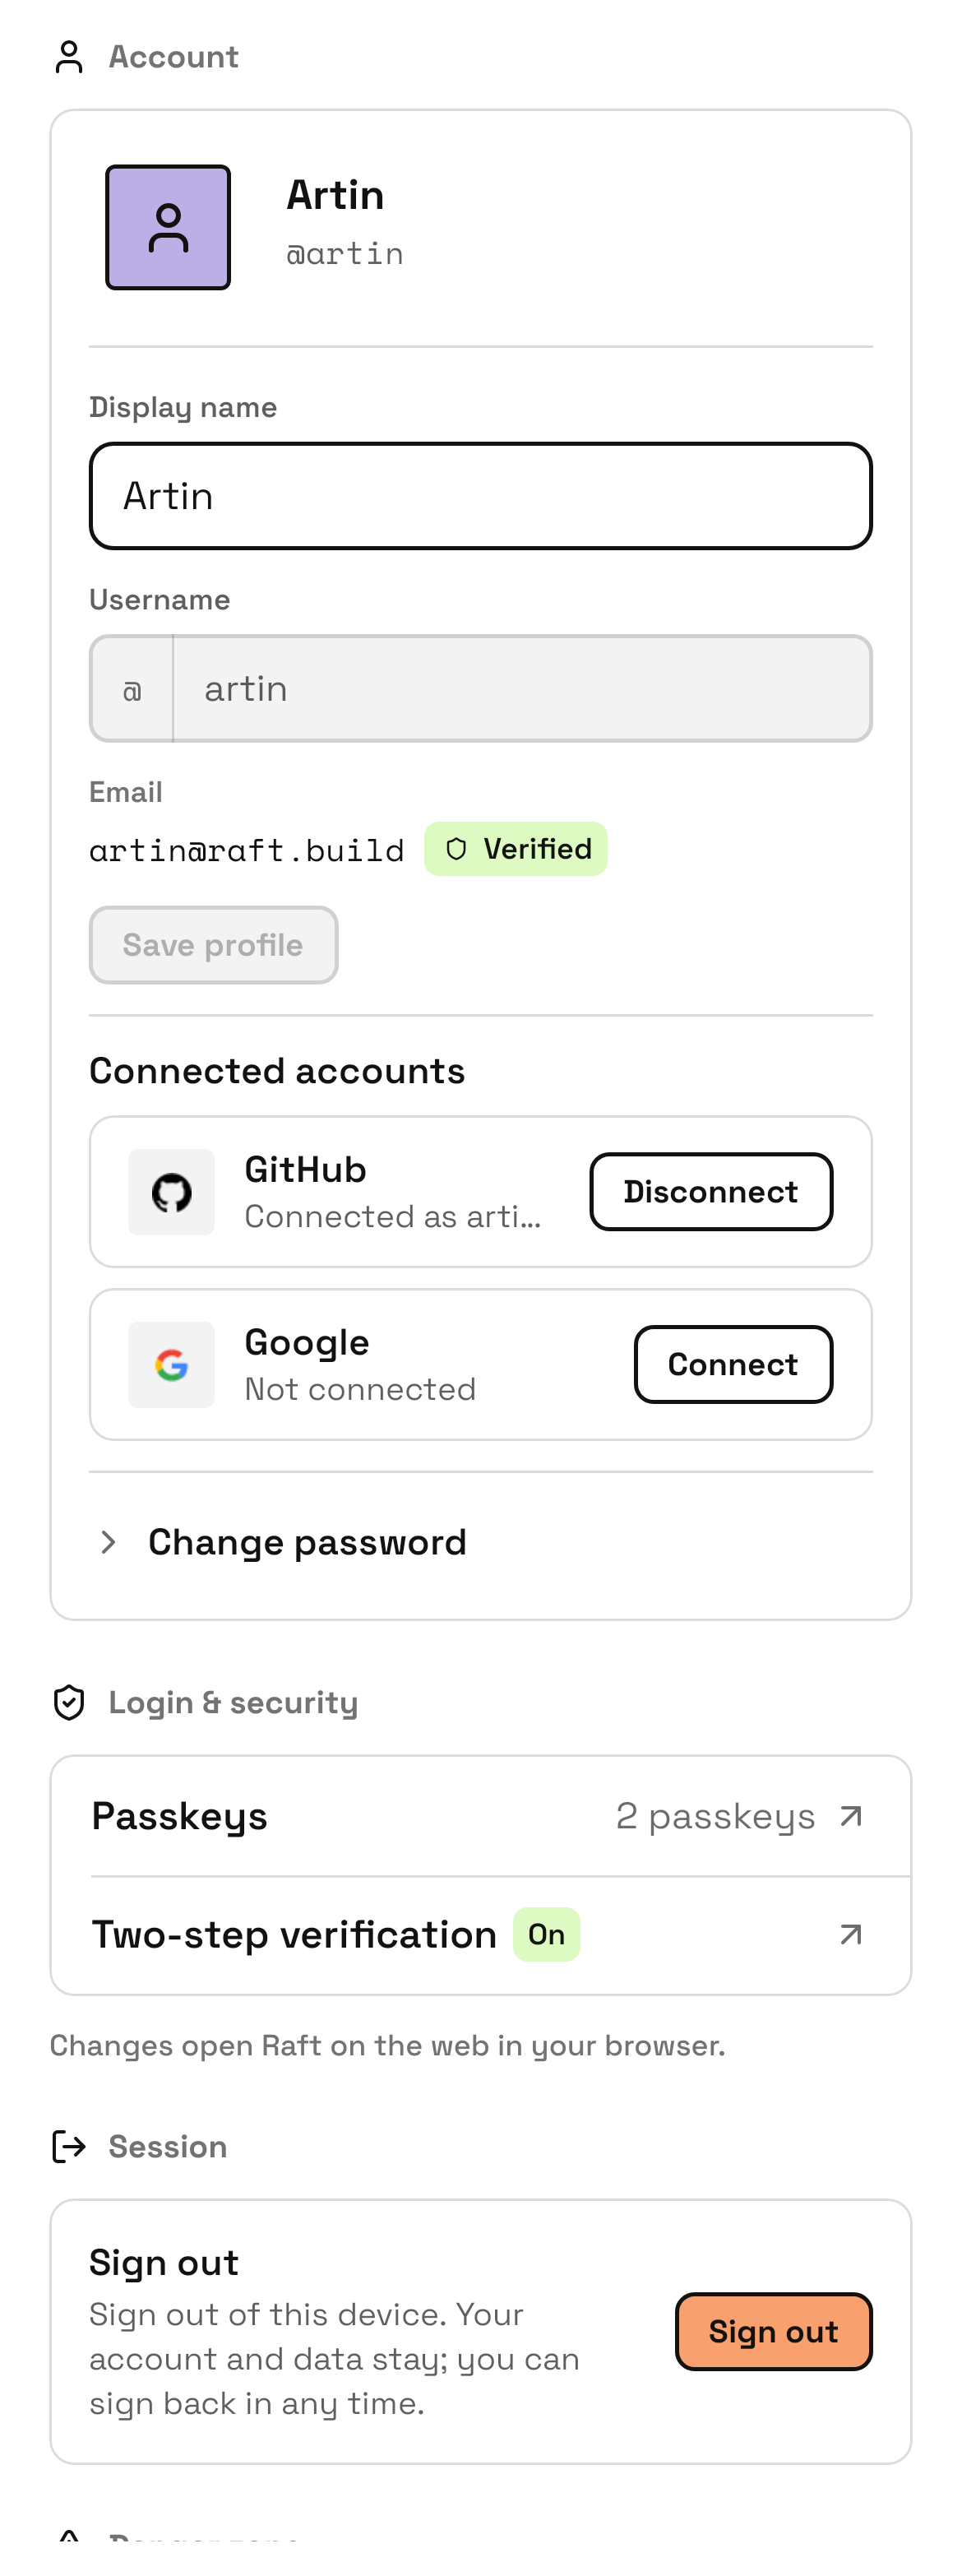 Account
Artin
@artin
Display name
Artin
Username
@ artin
Email
artin@raft.build Verified
Save profile
Connected accounts
GitHub
Connected as arti...
Disconnect
Google
Not connected
Connect
Change password
Login & security
Passkeys 2 passkeys
Two-step verification On
Changes open Raft on the web in your browser.
Session
Sign out
Sign out of this device. Your
account and data stay; you can
sign back in any time.
Sign out